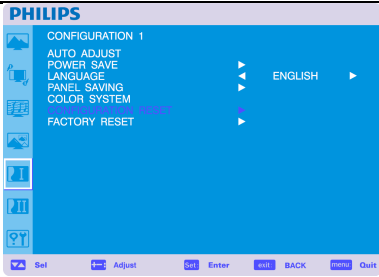 PHILIPS
CONFIGURATION 1
AUTO ADJUST
POWER SAVE
LANGUAGE ENGLISH
PANEL SAVING
COLOR SYSTEM
CONFIGURATION RESET
FACTORY RESET
I
II
?
Sel Adjust Set Enter exit BACK menu Quit